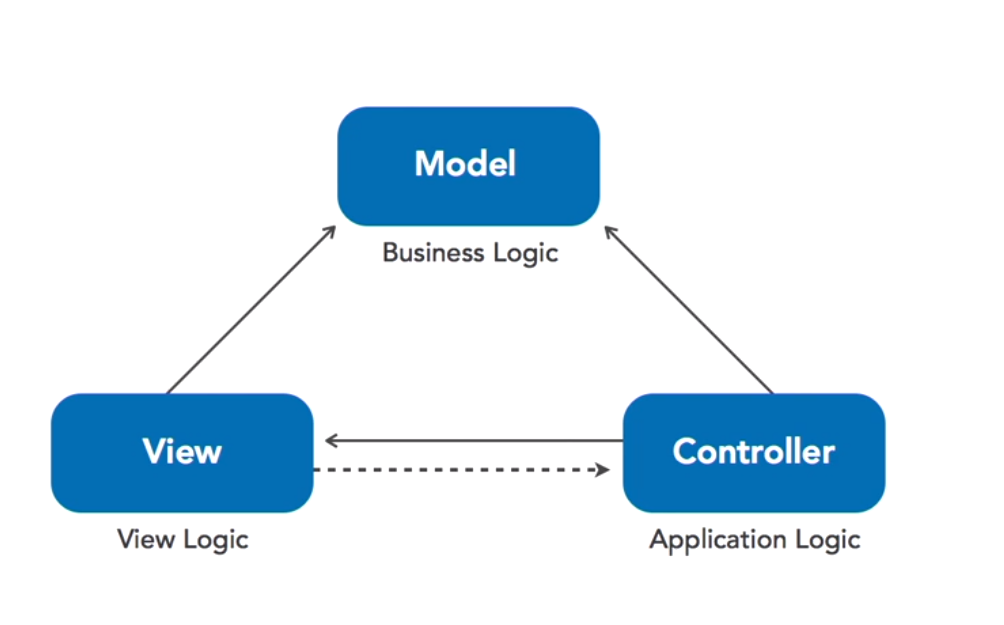 Model
Business Logic
View
Controller
View Logic
Application Logic